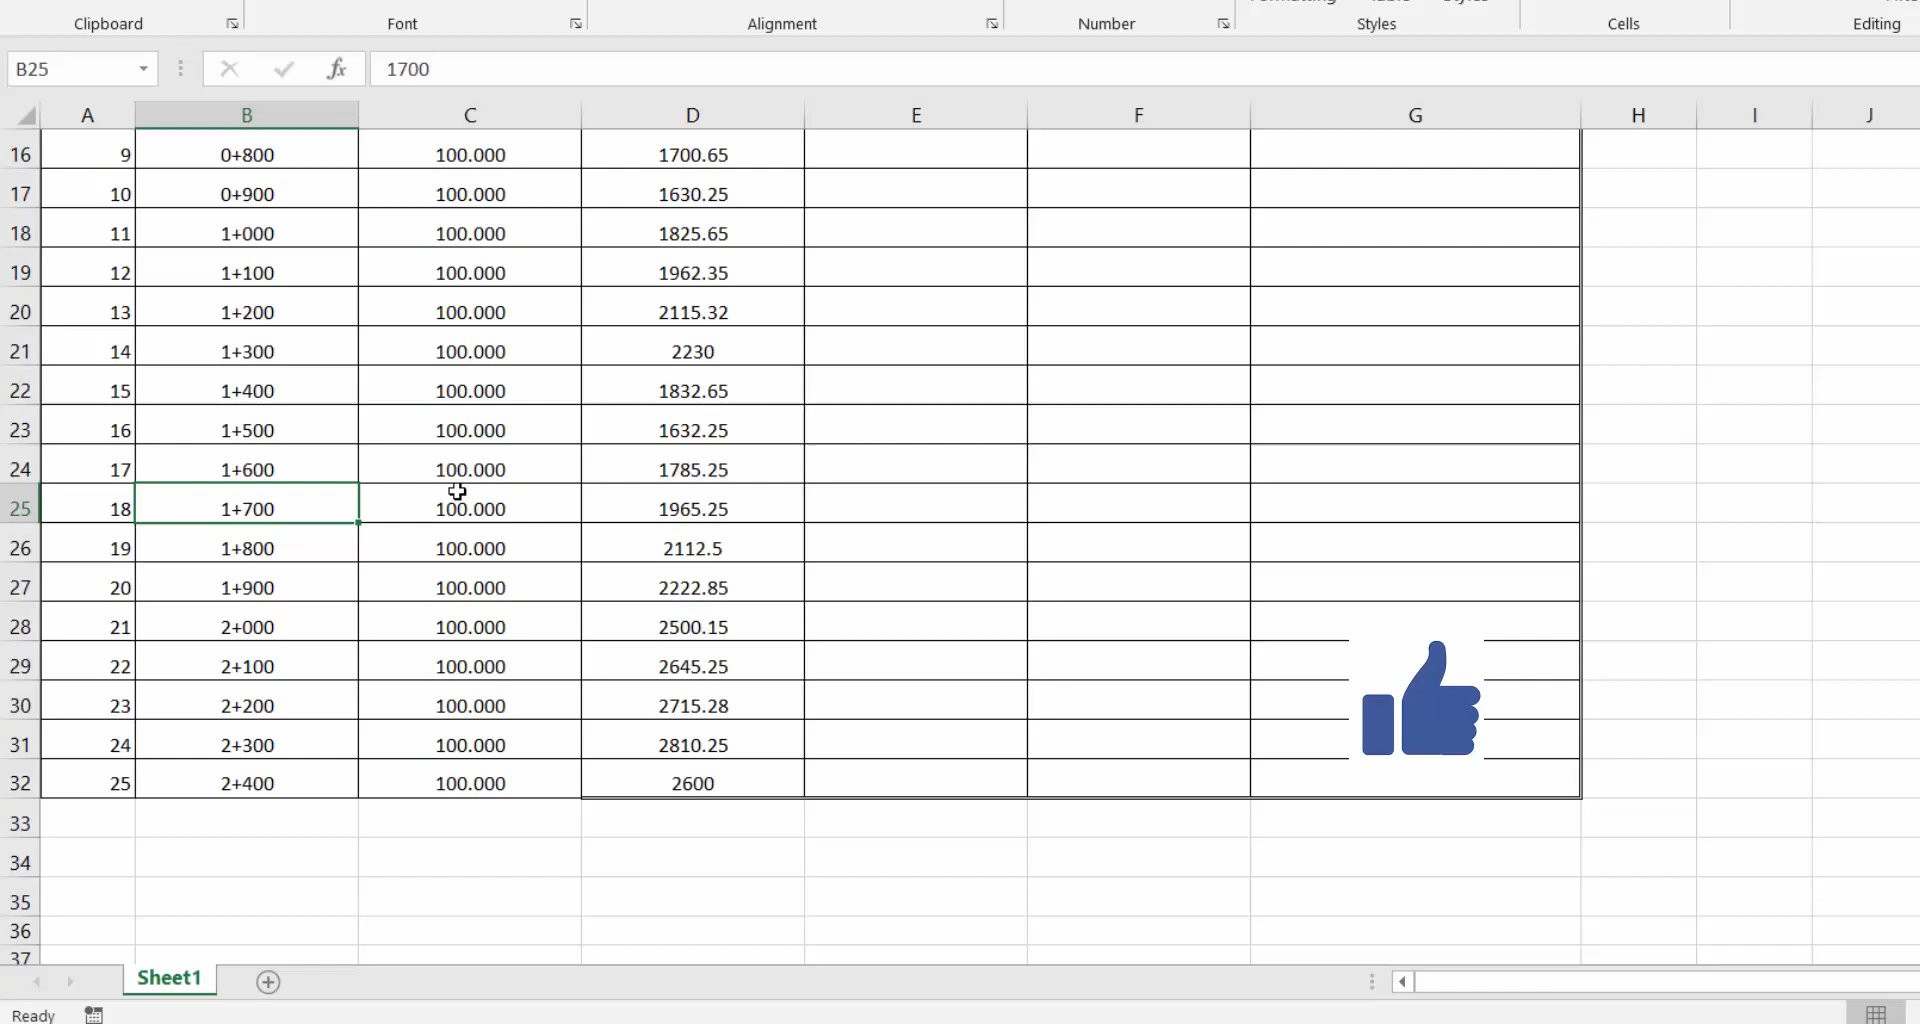 Clipboard Font Alignment Number Styles Cells Editing
B25 fx 1700
A B C D E F G H I J
16 9 0+800 100.000 1700.65
17 10 0+900 100.000 1630.25
18 11 1+000 100.000 1825.65
19 12 1+100 100.000 1962.35
20 13 1+200 100.000 2115.32
21 14 1+300 100.000 2230
22 15 1+400 100.000 1832.65
23 16 1+500 100.000 1632.25
24 17 1+600 100.000 1785.25
25 18 1+700 100.000 1965.25
26 19 1+800 100.000 2112.5
27 20 1+900 100.000 2222.85
28 21 2+000 100.000 2500.15
29 22 2+100 100.000 2645.25
30 23 2+200 100.000 2715.28
31 24 2+300 100.000 2810.25
32 25 2+400 100.000 2600
33
34
35
36
37
Sheet1
Ready